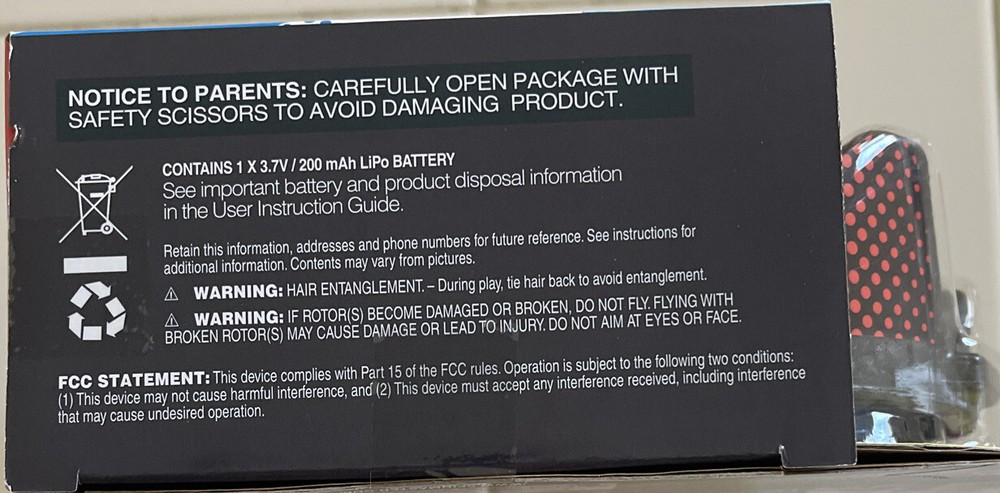 NOTICE TO PARENTS: CAREFULLY OPEN PACKAGE WITH
SAFETY SCISSORS TO AVOID DAMAGING PRODUCT.
CONTAINS 1 X 3.7V / 200 mAh LiPo BATTERY
See important battery and product disposal information
in the User Instruction Guide.
Retain this information, addresses and phone numbers for future reference. See instructions for
additional information. Contents may vary from pictures.
WARNING: HAIR ENTANGLEMENT. – During play, tie hair back to avoid entanglement.
WARNING: IF ROTOR(S) BECOME DAMAGED OR BROKEN, DO NOT FLY. FLYING WITH
BROKEN ROTOR(S) MAY CAUSE DAMAGE OR LEAD TO INJURY. DO NOT AIM AT EYES OR FACE.
FCC STATEMENT: This device complies with Part 15 of the FCC rules. Operation is subject to the following two conditions:
(1) This device may not cause harmful interference, and (2) This device must accept any interference received, including interference
that may cause undesired operation.